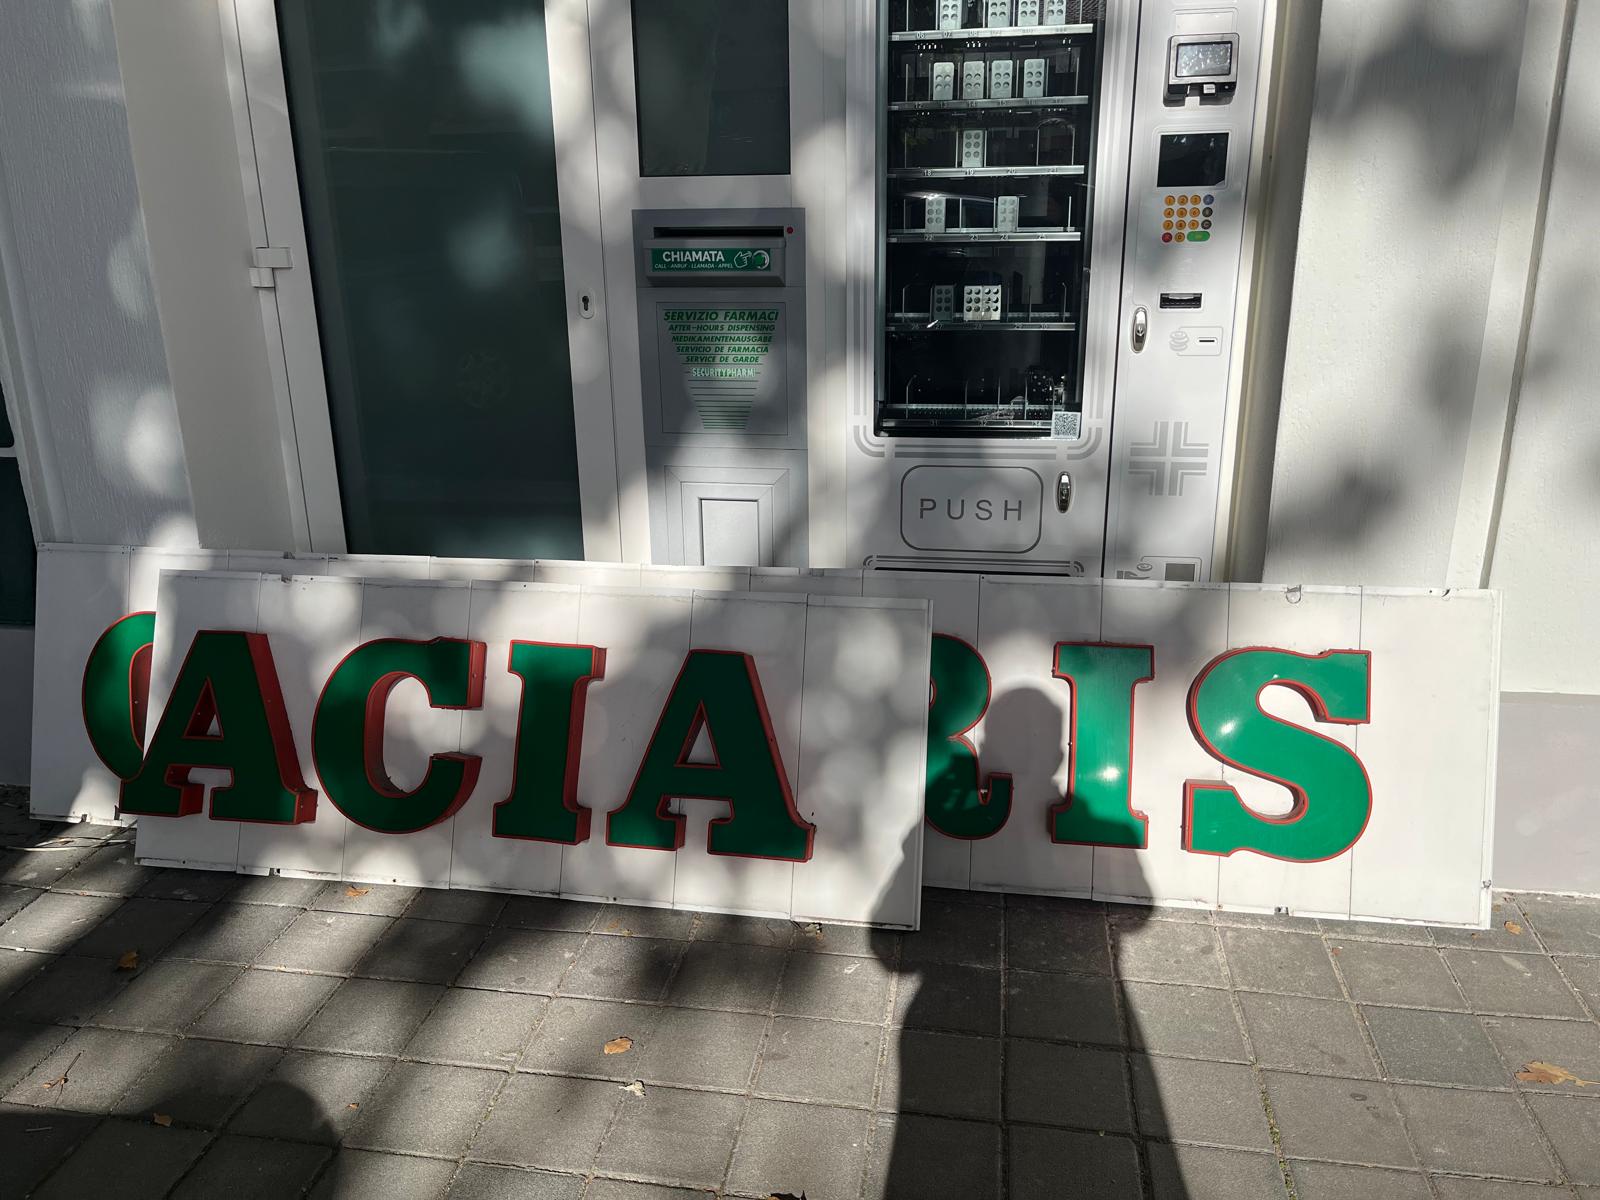 CHIAMATA
CALL - ANRUF - LLAMADA - APPEL
SERVIZIO FARMACI
AFTER-HOURS DISPENSING
MEDIKAMENTENAUSGABE
SERVICIO DE FARMACIA
SERVICE DE GARDE
SECURITYPHARM
PUSH
ACIA
RIS